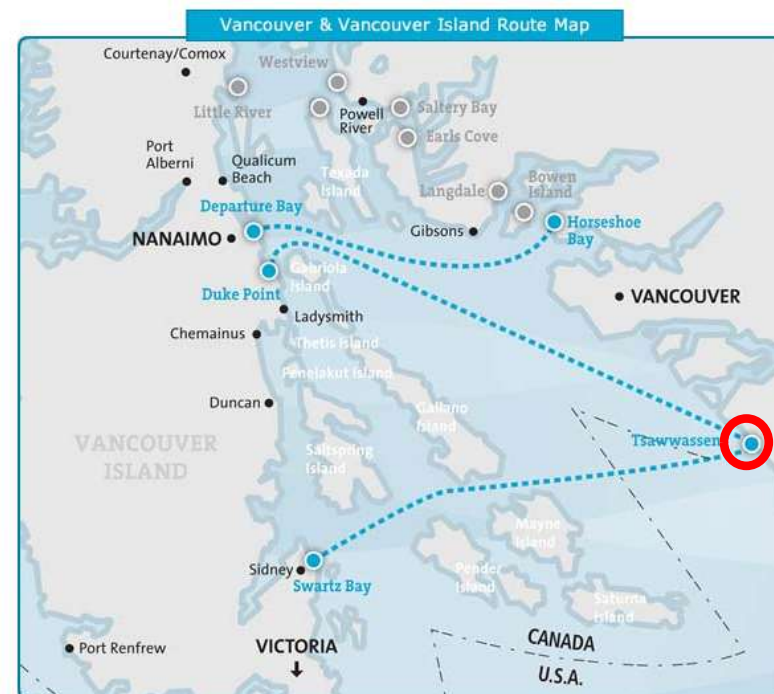 Vancouver & Vancouver Island Route Map
Courtenay/Comox
Westview
Little River
Powell
River
Saltery Bay
Earls Cove
Port
Alberni
Qualicum
Beach
Texada
Island
Langdale
Bowen
Island
Departure Bay
NANAIMO
Gibsons
Horseshoe
Bay
Gabriola
Island
Duke Point
VANCOUVER
Ladysmith
Chemainus
Thetis Island
Penelakut Island
Duncan
Galiano
Island
VANCOUVER
ISLAND
Saltspring
Island
Tsawwassen
Mayne
Island
Sidney
Swartz Bay
Pender
Island
Saturna
Island
Port Renfrew
VICTORIA
CANADA
U.S.A.